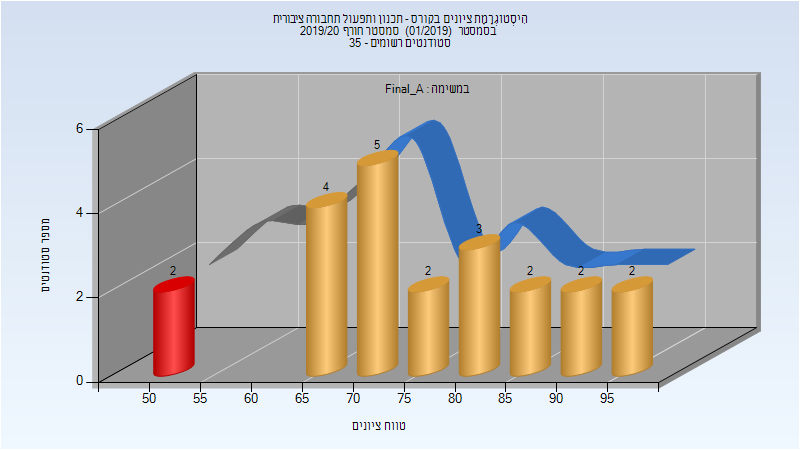 היסטוגרמת ציונים בקורס - תכנון ותפעול תחבורה ציבורית
בסמסטר (01/2019) סמסטר חורף 2019/20
סטודנטים רשומים - 35
במשימה : Final_A
מספר סטודנטים
6
4
2
0
2
4
5
2
3
2
2
2
50 55 60 65 70 75 80 85 90 95
טווח ציונים